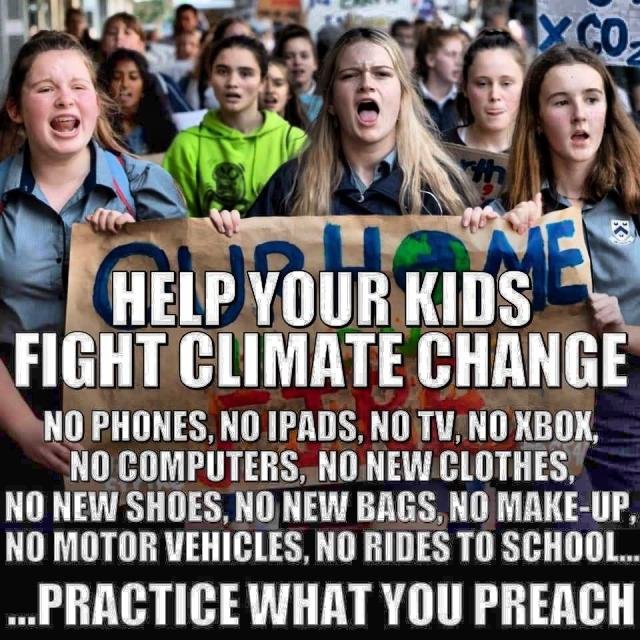 XCO2
OUR HOME
HELP YOUR KIDS
FIGHT CLIMATE CHANGE
NO PHONES, NO IPADS, NO TV, NO XBOX,
NO COMPUTERS, NO NEW CLOTHES,
NO NEW SHOES, NO NEW BAGS, NO MAKE-UP,
NO MOTOR VEHICLES, NO RIDES TO SCHOOL...
...PRACTICE WHAT YOU PREACH